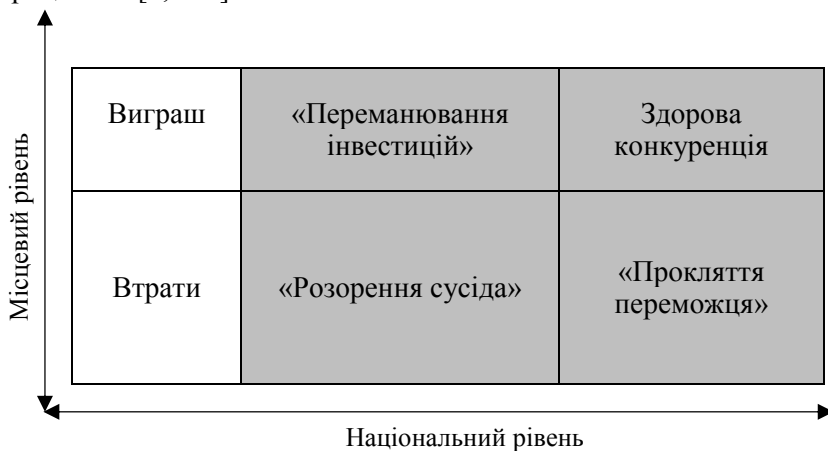 Місцевий рівень
Виграш
«Переманювання
інвестицій»
Здорова
конкуренція
Втрати
«Розорення сусіда»
«Прокляття
переможця»
Національний рівень